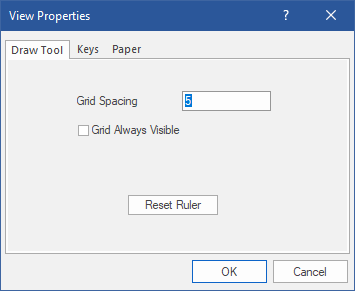 View Properties ?
Draw Tool Keys Paper
Grid Spacing 5
Grid Always Visible
Reset Ruler
OK Cancel